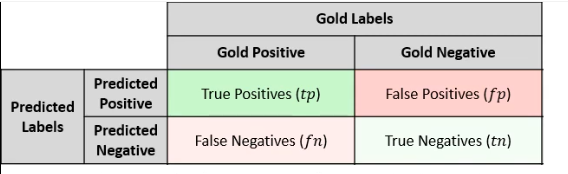 Gold Labels
Gold Positive Gold Negative
Predicted Labels
Predicted Positive
True Positives (tp) False Positives (fp)
Predicted Negative
False Negatives (fn) True Negatives (tn)